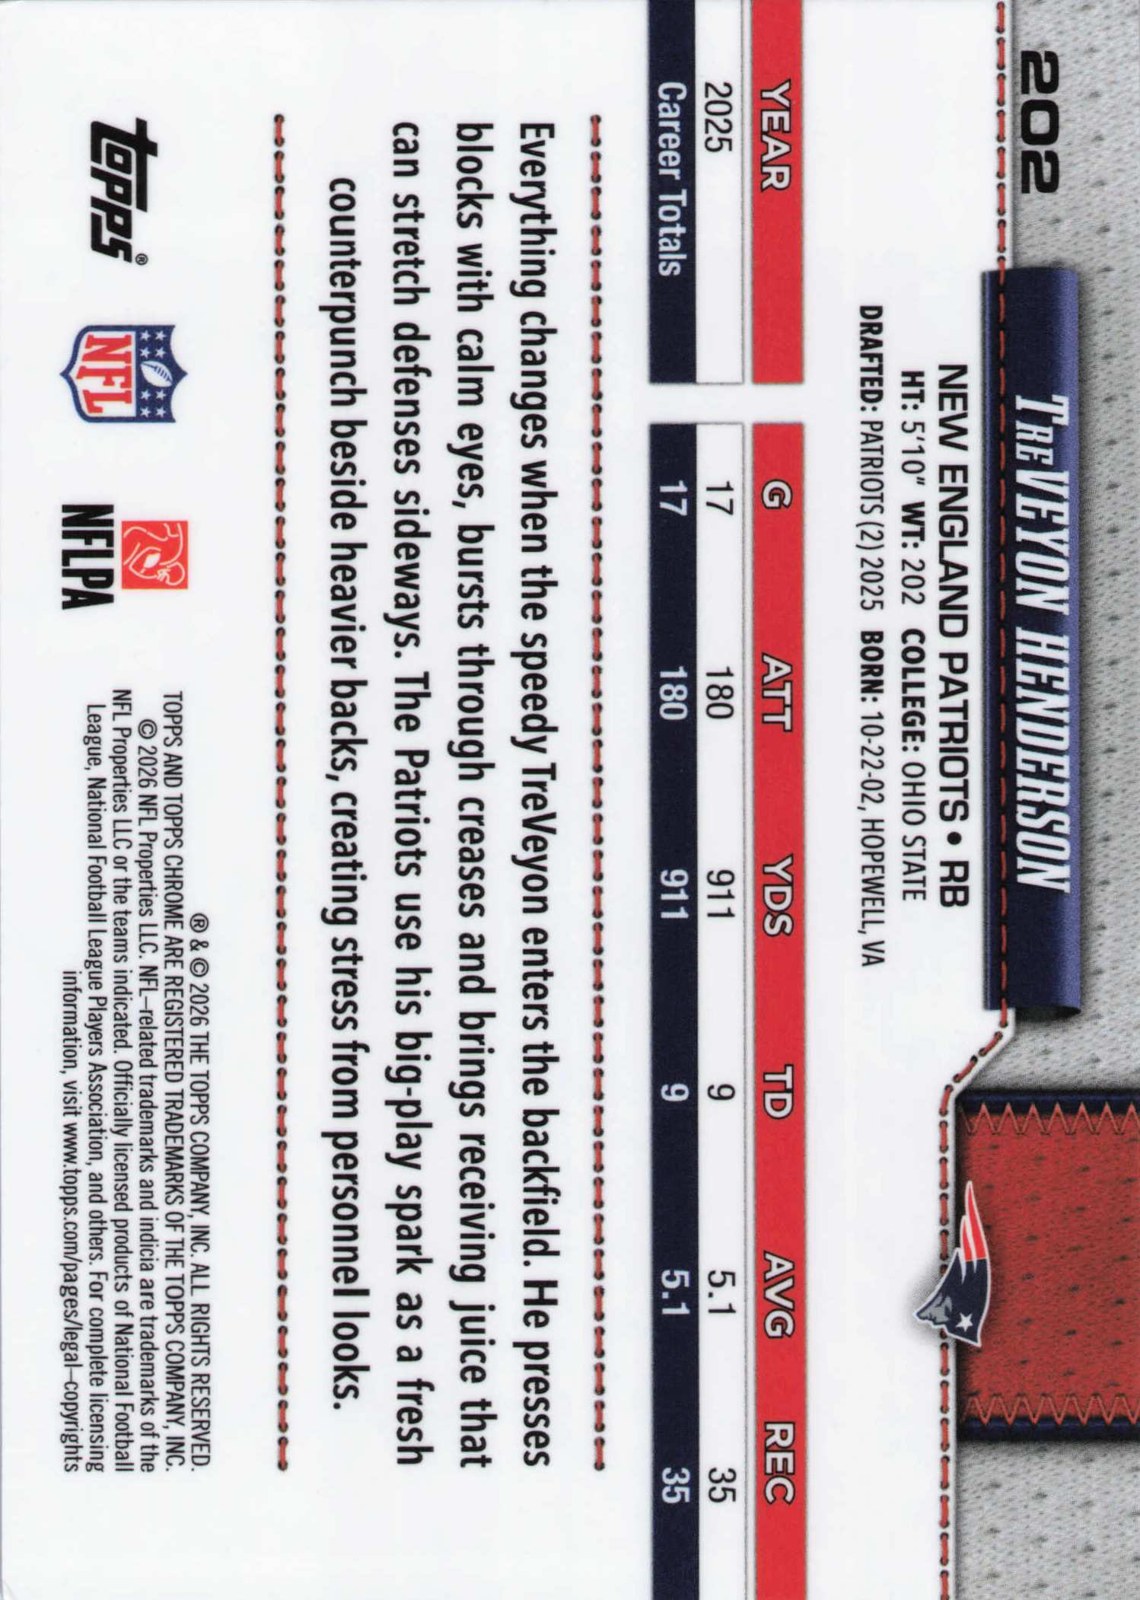 202
TREVEYON HENDERSON
NEW ENGLAND PATRIOTS • RB
HT: 5'10" WT: 202 COLLEGE: OHIO STATE
DRAFTED: PATRIOTS (2) 2025 BORN: 10-22-02, HOPEWELL, VA
YEAR G ATT YDS TD AVG REC
2025 17 180 911 9 5.1 35
Career Totals 17 180 911 9 5.1 35
Everything changes when the speedy TreVeyon enters the backfield. He presses
blocks with calm eyes, bursts through creases and brings receiving juice that
can stretch defenses sideways. The Patriots use his big-play spark as a fresh
counterpunch beside heavier backs, creating stress from personnel looks.
topps®
NFL
NFLPA
® & © 2026 THE TOPPS COMPANY, INC. ALL RIGHTS RESERVED.
TOPPS AND TOPPS CHROME ARE REGISTERED TRADEMARKS OF THE TOPPS COMPANY, INC.
© 2026 NFL Properties LLC. NFL-related trademarks and indicia are trademarks of the
NFL Properties LLC or the teams indicated. Officially licensed products of National Football
League, National Football League Players Association, and others. For complete licensing
information, visit www.topps.com/pages/legal-copyrights